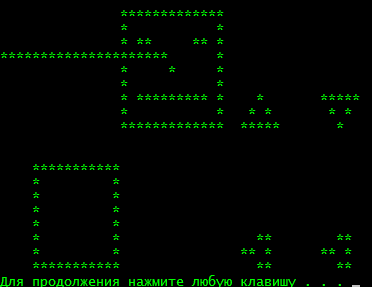 Для продолжения нажмите любую клавишу . . .